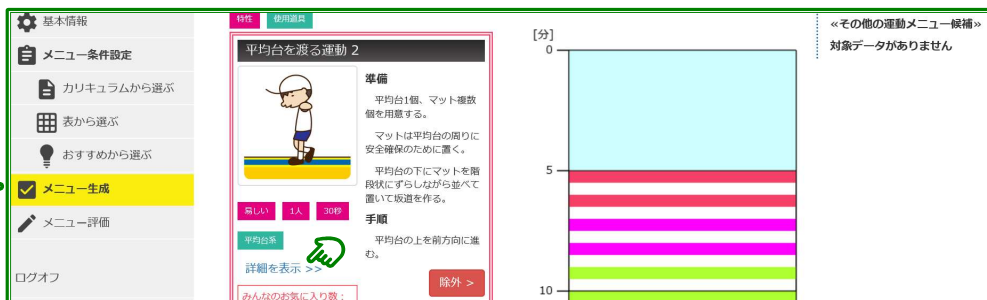 基本情報
メニュー条件設定
カリキュラムから選ぶ
表から選ぶ
おすすめから選ぶ
メニュー生成
メニュー評価
ログオフ
特性 使用道具
平均台を渡る運動 2
準備
平均台1個、マット複数
個を用意する。
マットは平均台の周りに
安全確保のために置く。
平均台の下にマットを階
段状にずらしながら並べて
置いて坂道を作る。
手順
平均台の上を前方向に進
む。
易しい 1人 30秒
平均台系
詳細を表示 >>
除外 >
みんなのお気に入り数：
[分]
0
5
10
«その他の運動メニュー候補»
対象データがありません